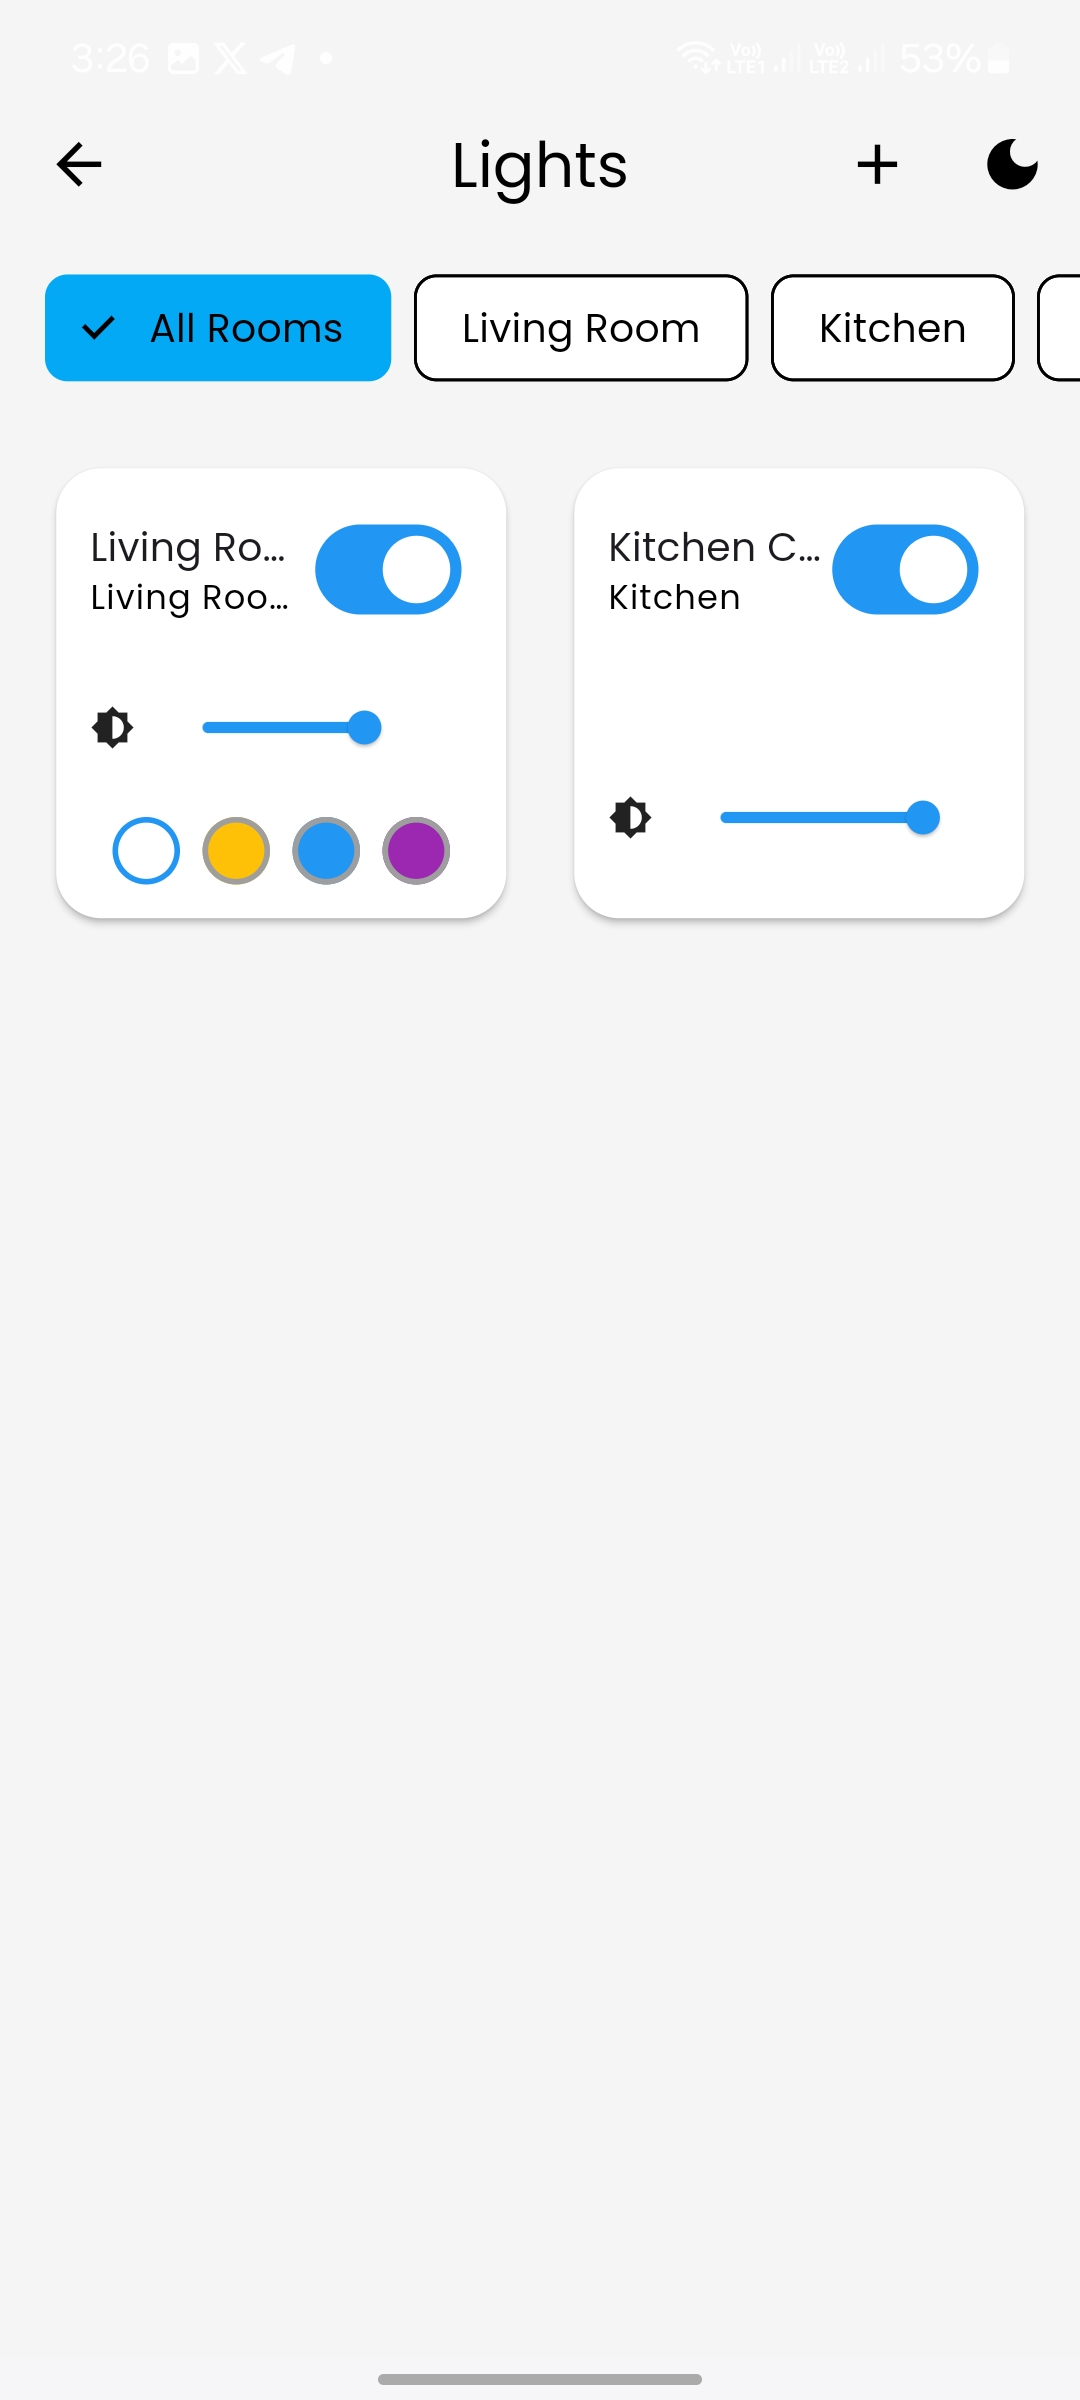 3:26
Vo)) LTE1 Vo)) LTE2 53%
Lights
All Rooms
Living Room
Kitchen
Living Ro...
Living Roo...
Kitchen C...
Kitchen